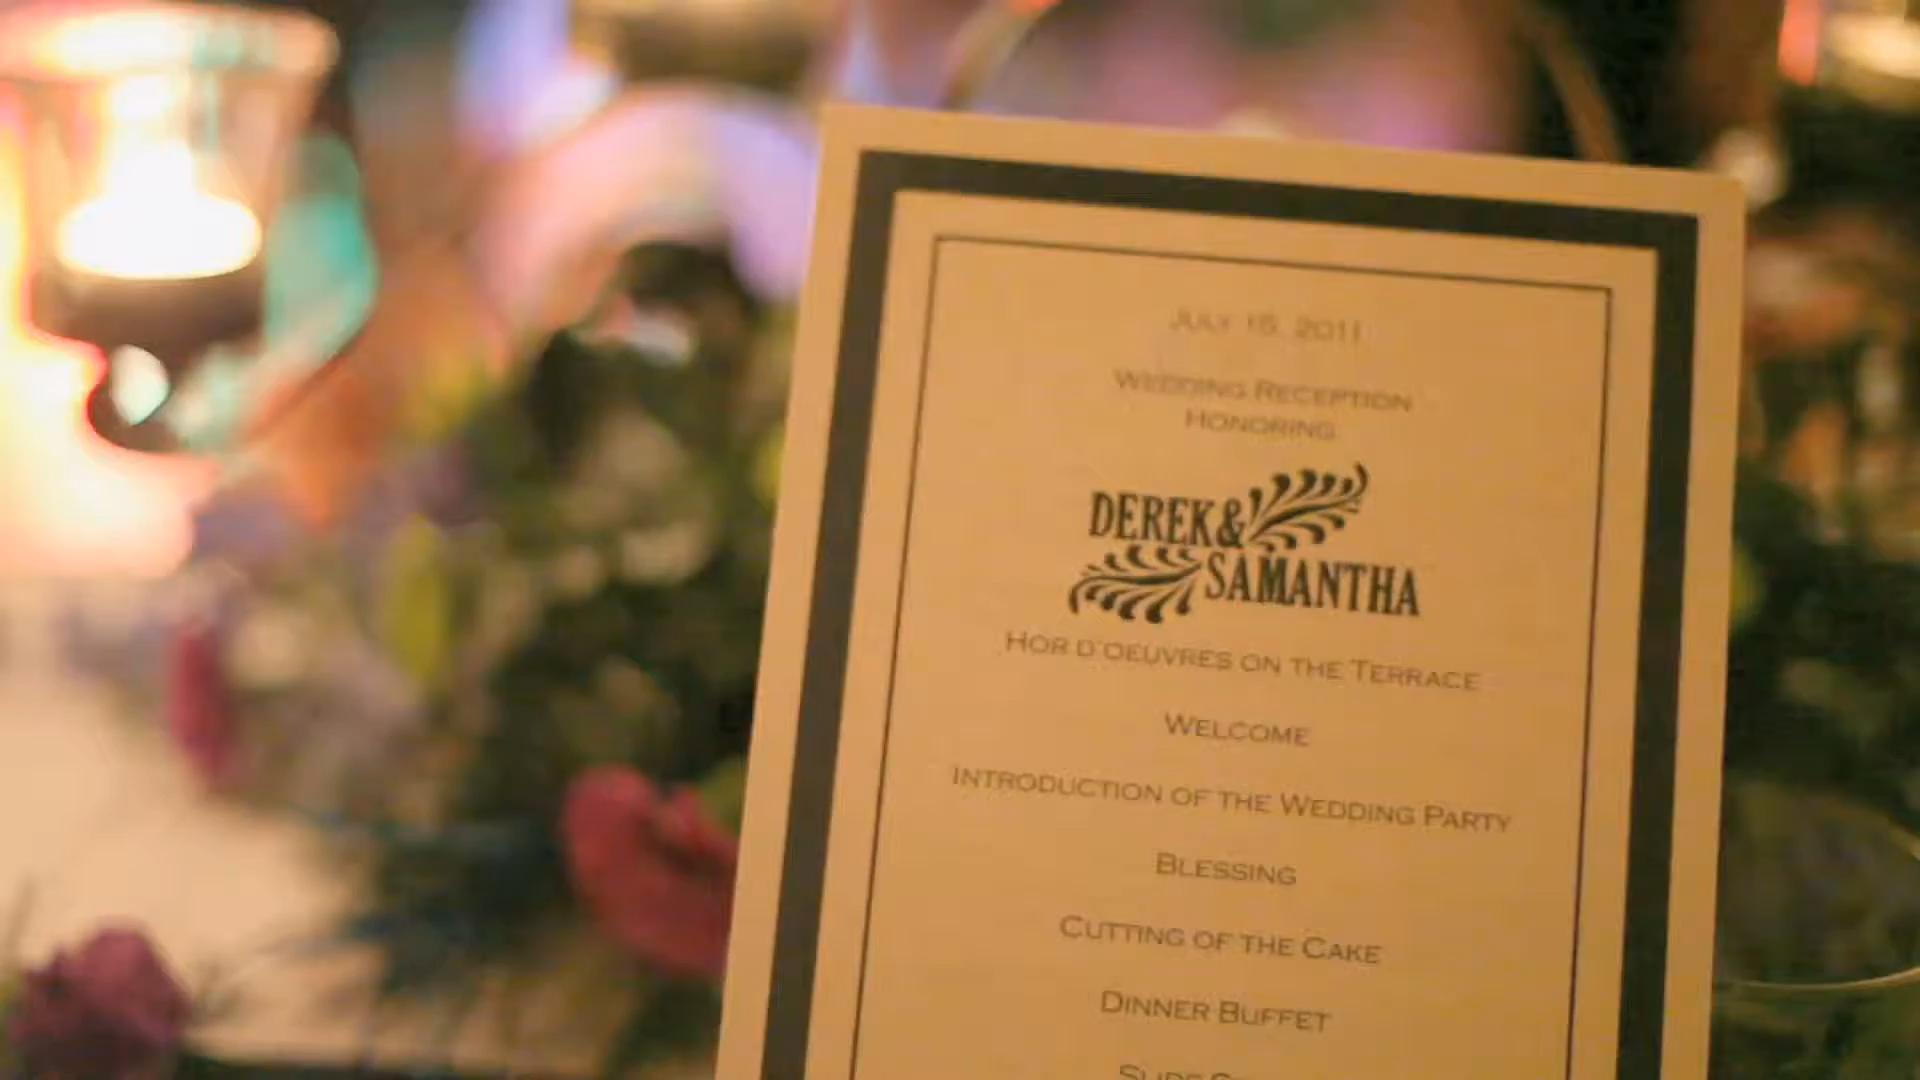 JULY 15, 2011
WEDDING RECEPTION
HONORING
DEREK &
SAMANTHA
HOR D'OEUVRES ON THE TERRACE
WELCOME
INTRODUCTION OF THE WEDDING PARTY
BLESSING
CUTTING OF THE CAKE
DINNER BUFFET